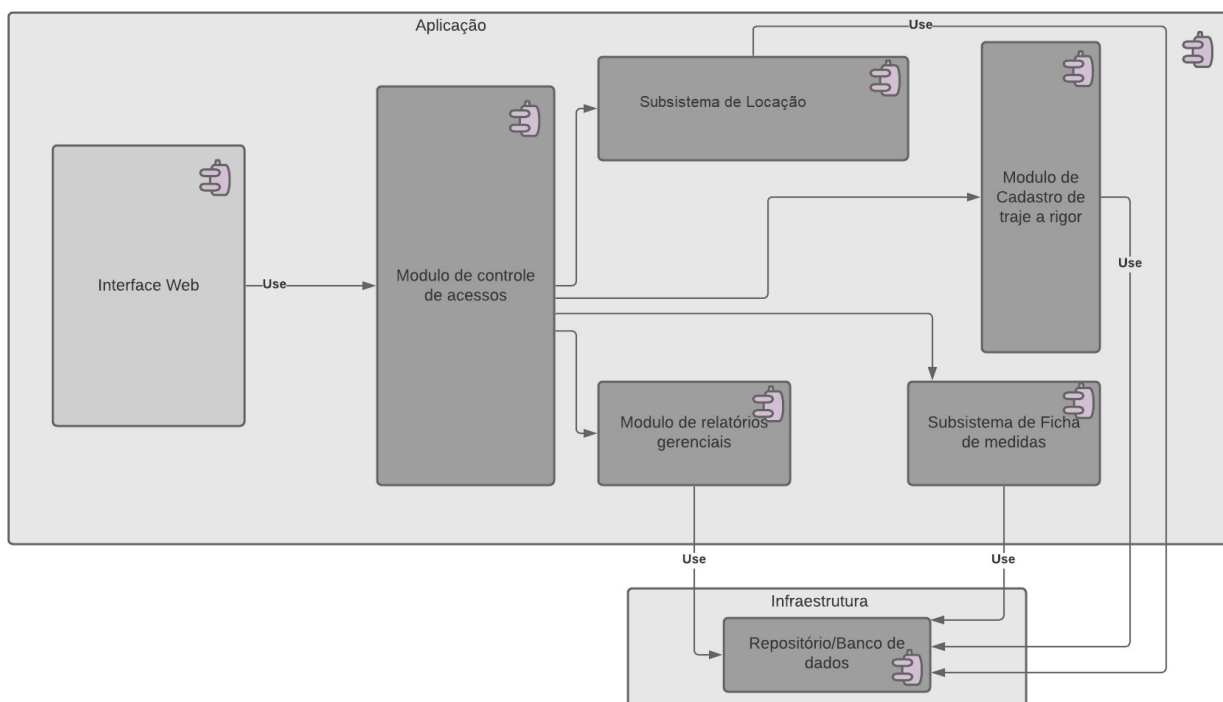 Aplicação
Use
Subsistema de Locação
Modulo de
Cadastro de
traje a rigor
Interface Web
Use
Modulo de controle
de acessos
Use
Modulo de relatórios
gerenciais
Subsistema de Ficha
de medidas
Use
Use
Infraestrutura
Repositório/Banco de
dados